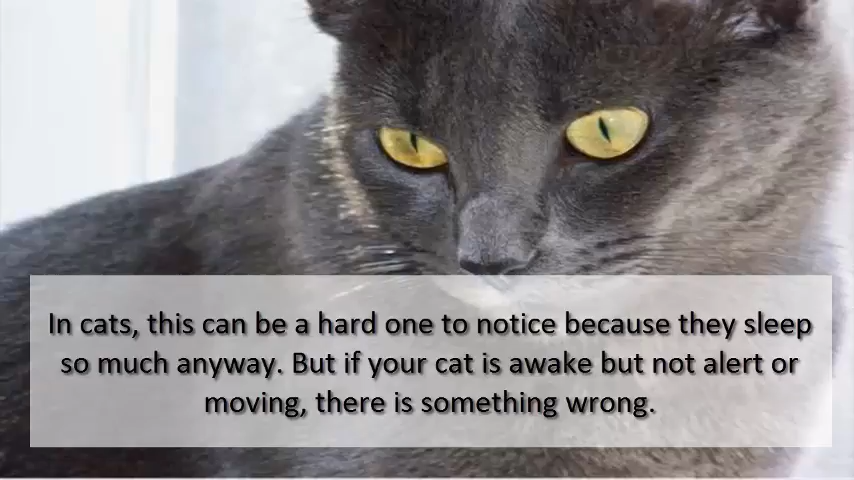 In cats, this can be a hard one to notice because they sleep
so much anyway. But if your cat is awake but not alert or
moving, there is something wrong.